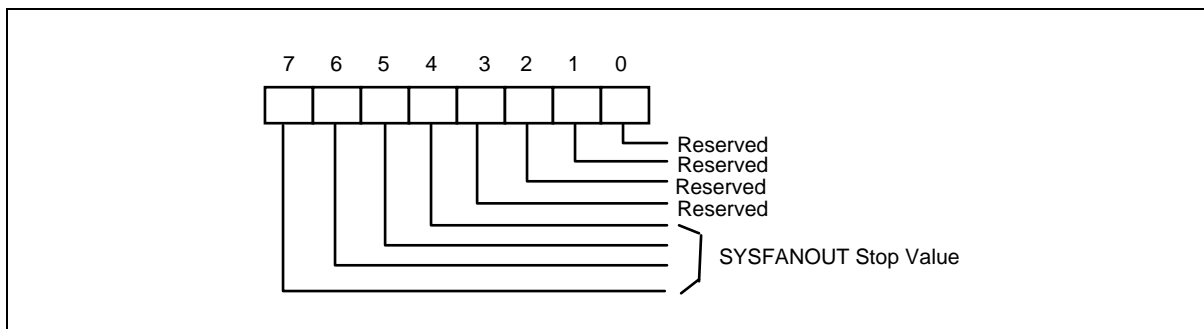 7 6 5 4 3 2 1 0
Reserved
Reserved
Reserved
Reserved
SYSFANOUT Stop Value